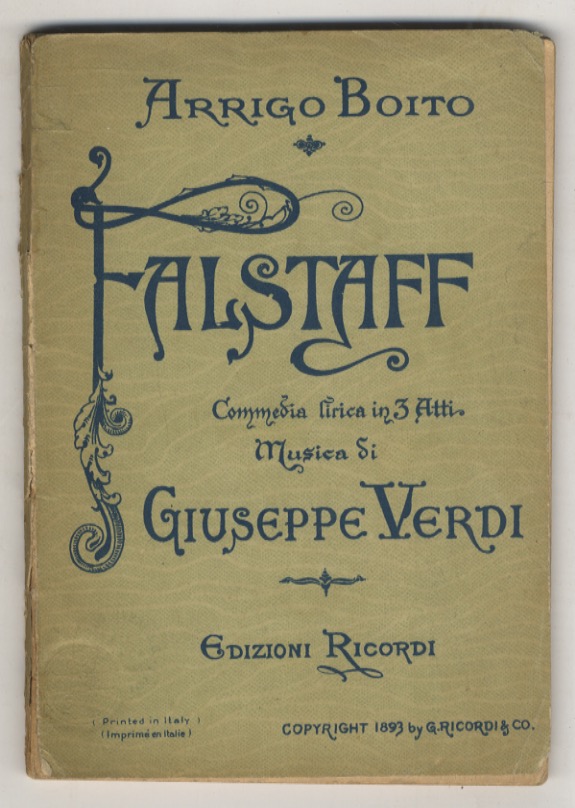 ARRIGO BOITO
FALSTAFF
Commedia lirica in 3 Atti.
Musica di
GIUSEPPE VERDI
EDIZIONI RICORDI
( Printed in Italy )
( Imprimé en Italie )
COPYRIGHT 1893 by G. RICORDI & CO.